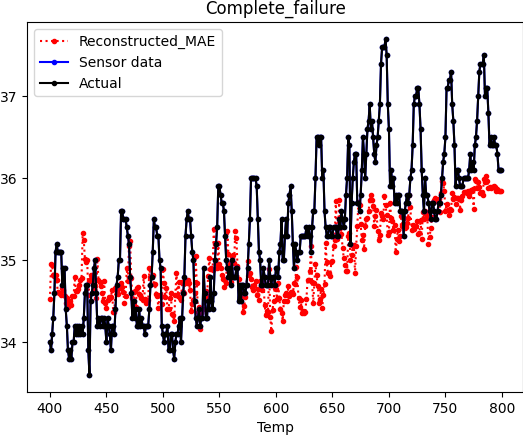 Complete_failure
Reconstructed_MAE
Sensor data
Actual
37
36
35
34
400 450 500 550 600 650 700 750 800
Temp